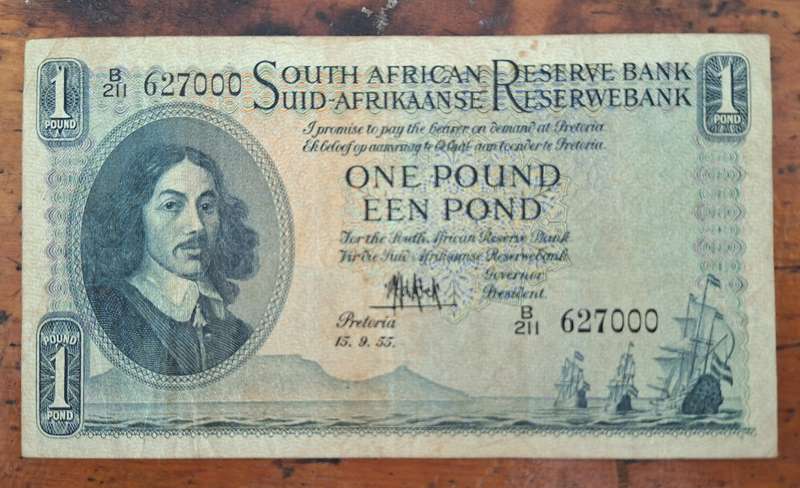 1
POUND
B/211 627000
SOUTH AFRICAN RESERVE BANK
SUID-AFRIKAANSE RESERWEBANK
1
POND
I promise to pay the bearer on demand at Pretoria
Ek beloof op aanvraag te betaal aan toonder te Pretoria.
ONE POUND
EEN POND
For the South African Reserve Bank
Vir die Suid-Afrikaanse Reserwebank
Governor
President.
Pretoria
15. 9. 55.
B/211 627000
POUND
1
POND